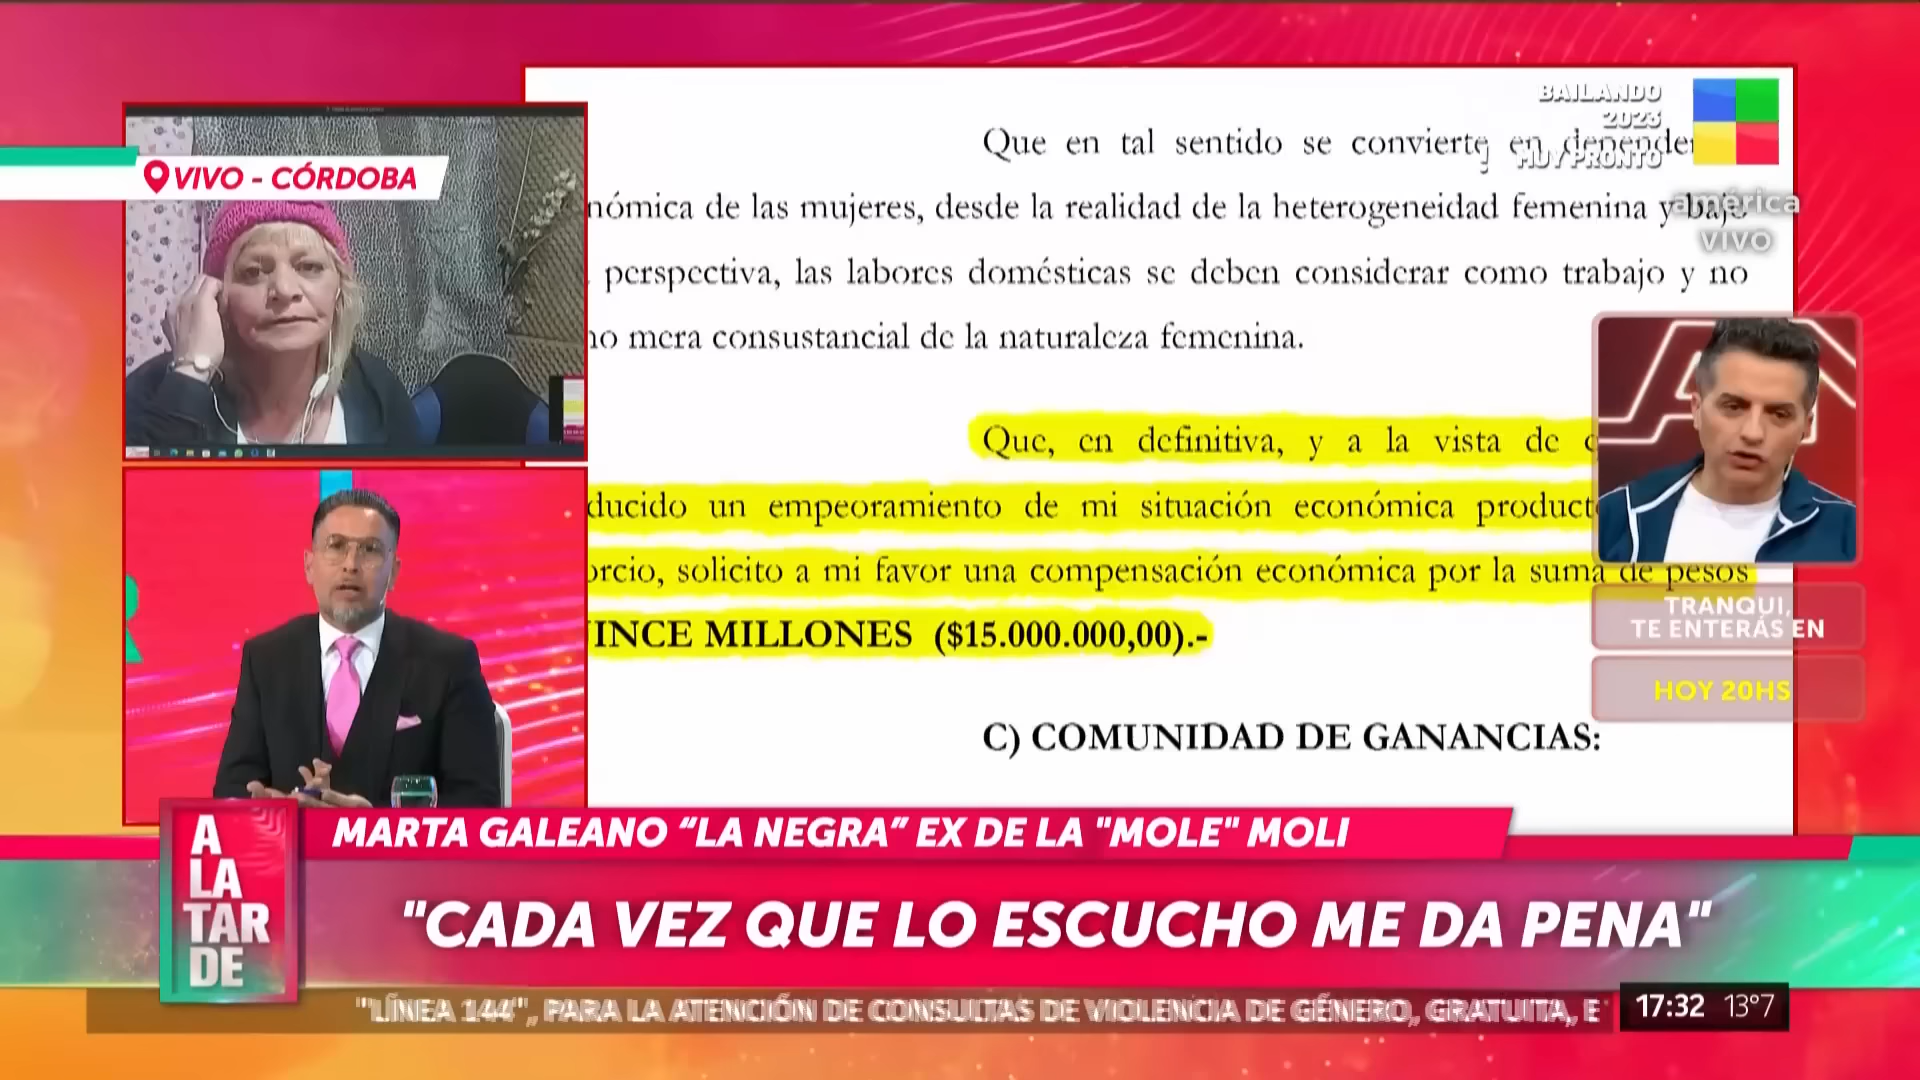 BAILANDO
2023
MUY PRONTO
américa
VIVO
VIVO - CÓRDOBA
Que en tal sentido se convierte en
nómica de las mujeres, desde la realidad de la heterogeneidad femenina y bajo
perspectiva, las labores domésticas se deben considerar como trabajo y no
mo mera consustancial de la naturaleza femenina.
Que, en definitiva, y a la vista de
ducido un empeoramiento de mi situación económica product
orcio, solicito a mi favor una compensación económica por la suma de pesos
INCE MILLONES ($15.000.000,00).-
C) COMUNIDAD DE GANANCIAS:
TRANQUI,
TE ENTERÁS EN
HOY 20HS
A
LA
TAR
DE
MARTA GALEANO “LA NEGRA” EX DE LA "MOLE" MOLI
"CADA VEZ QUE LO ESCUCHO ME DA PENA"
"LÍNEA 144", PARA LA ATENCIÓN DE CONSULTAS DE VIOLENCIA DE GÉNERO, GRATUITA, E
17:32 13°7